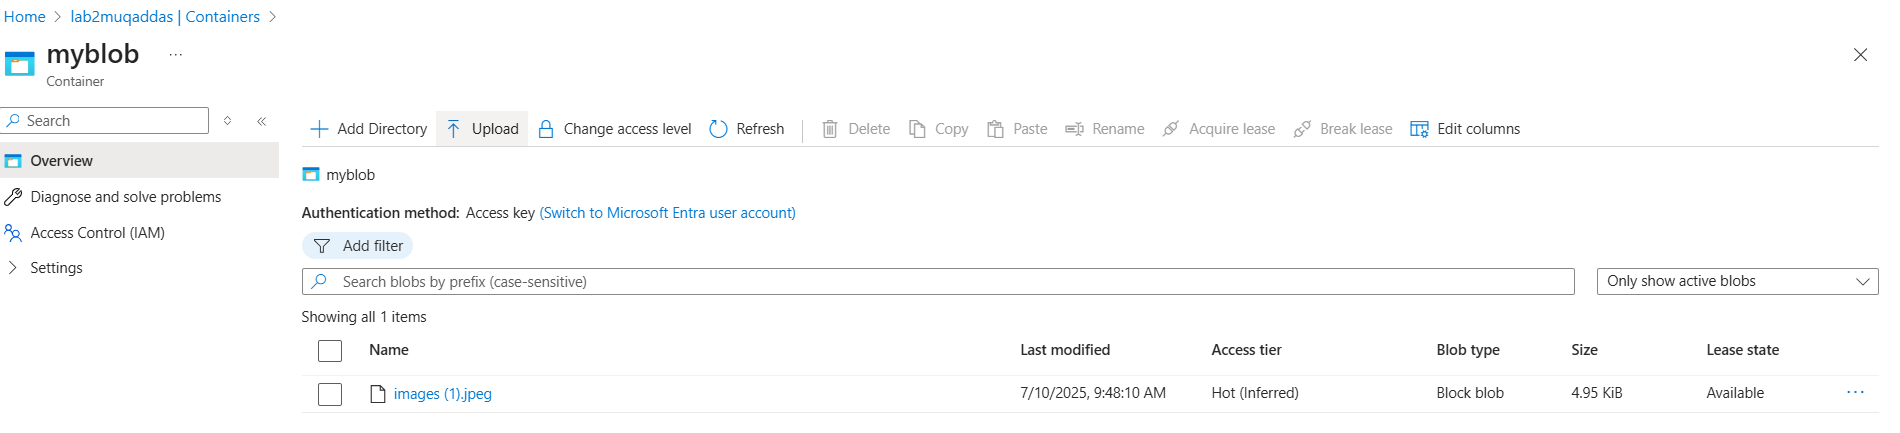 Home > lab2muqaddas | Containers >
myblob ...
Container
Search
Overview
Diagnose and solve problems
Access Control (IAM)
Settings
Add Directory Upload Change access level Refresh Delete Copy Paste Rename Acquire lease Break lease Edit columns
myblob
Authentication method: Access key (Switch to Microsoft Entra user account)
Add filter
Search blobs by prefix (case-sensitive) Only show active blobs
Showing all 1 items
Name Last modified Access tier Blob type Size Lease state
images (1).jpeg 7/10/2025, 9:48:10 AM Hot (Inferred) Block blob 4.95 KiB Available ...